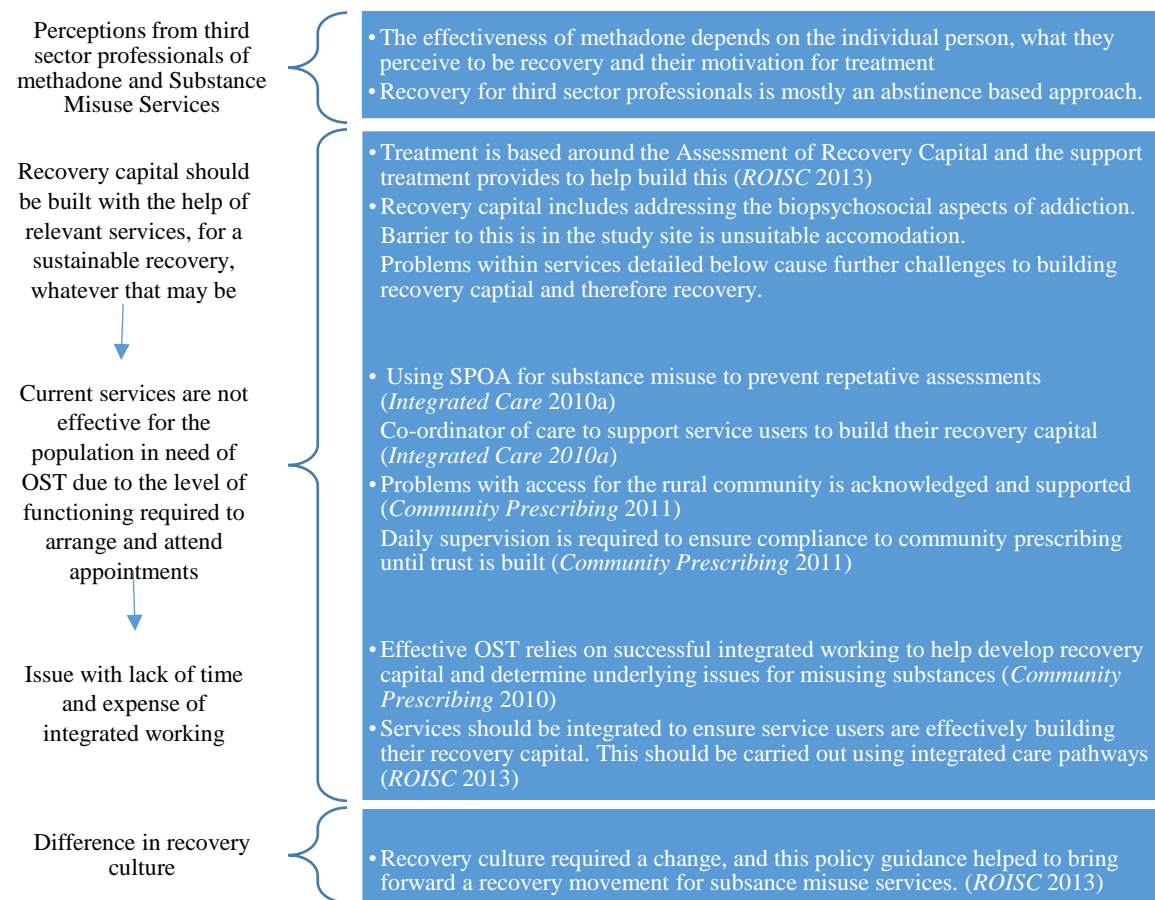 Perceptions from third
sector professionals of
methadone and Substance
Misuse Services
• The effectiveness of methadone depends on the individual person, what they
perceive to be recovery and their motivation for treatment
• Recovery for third sector professionals is mostly an abstinence based approach.
Recovery capital should
be built with the help of
relevant services, for a
sustainable recovery,
whatever that may be
• Treatment is based around the Assessment of Recovery Capital and the support
treatment provides to help build this (ROISC 2013)
• Recovery capital includes addressing the biopsychosocial aspects of addiction.
Barrier to this is in the study site is unsuitable accomodation.
Problems within services detailed below cause further challenges to building
recovery captial and therefore recovery.
Current services are not
effective for the
population in need of
OST due to the level of
functioning required to
arrange and attend
appointments
• Using SPOA for substance misuse to prevent repetative assessments
(Integrated Care 2010a)
Co-ordinator of care to support service users to build their recovery capital
(Integrated Care 2010a)
• Problems with access for the rural community is acknowledged and supported
(Community Prescribing 2011)
Daily supervision is required to ensure compliance to community prescribing
until trust is built (Community Prescribing 2011)
Issue with lack of time
and expense of
integrated working
• Effective OST relies on successful integrated working to help develop recovery
capital and determine underlying issues for misusing substances (Community
Prescribing 2010)
• Services should be integrated to ensure service users are effectively building
their recovery capital. This should be carried out using integrated care pathways
(ROISC 2013)
Difference in recovery
culture
• Recovery culture required a change, and this policy guidance helped to bring
forward a recovery movement for subsance misuse services. (ROISC 2013)